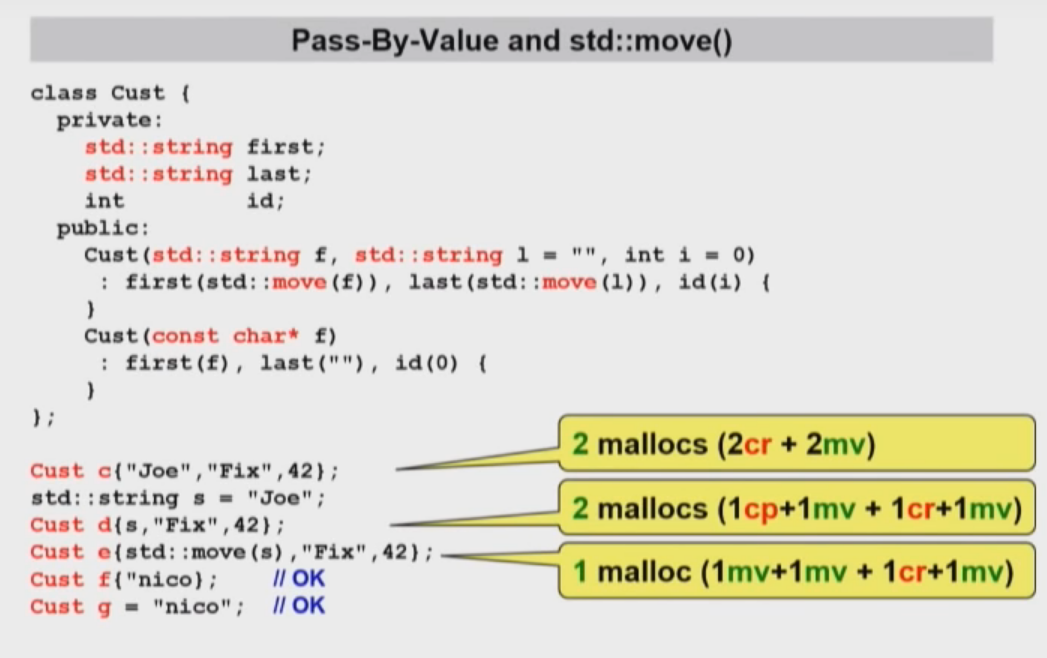 Pass-By-Value and std::move()
class Cust {
  private:
    std::string first;
    std::string last;
    int         id;
  public:
    Cust(std::string f, std::string l = "", int i = 0)
     : first(std::move(f)), last(std::move(l)), id(i) {
    }
    Cust(const char* f)
     : first(f), last(""), id(0) {
    }
};
Cust c{"Joe","Fix",42};
2 mallocs (2cr + 2mv)
std::string s = "Joe";
Cust d{s,"Fix",42};
2 mallocs (1cp+1mv + 1cr+1mv)
Cust e{std::move(s),"Fix",42};
1 malloc (1mv+1mv + 1cr+1mv)
Cust f{"nico};    // OK
Cust g = "nico";  // OK